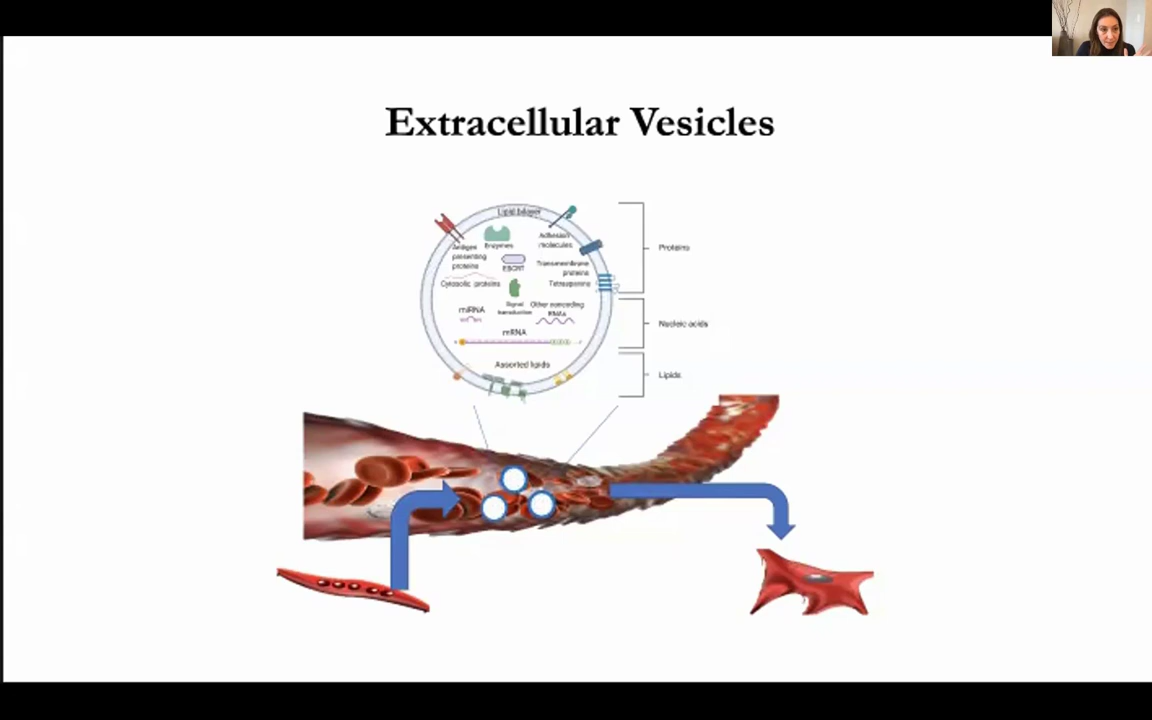 Extracellular Vesicles
Lipid bilayer
Enzymes
Adhesion
molecules
Antigen
presenting
proteins
ESCRT
Transmembrane
proteins
Tetraspanins
Cytosolic proteins
Signal
transduction
miRNA
Other noncoding
RNAs
mRNA
Assorted lipids
Proteins
Nucleic acids
Lipids